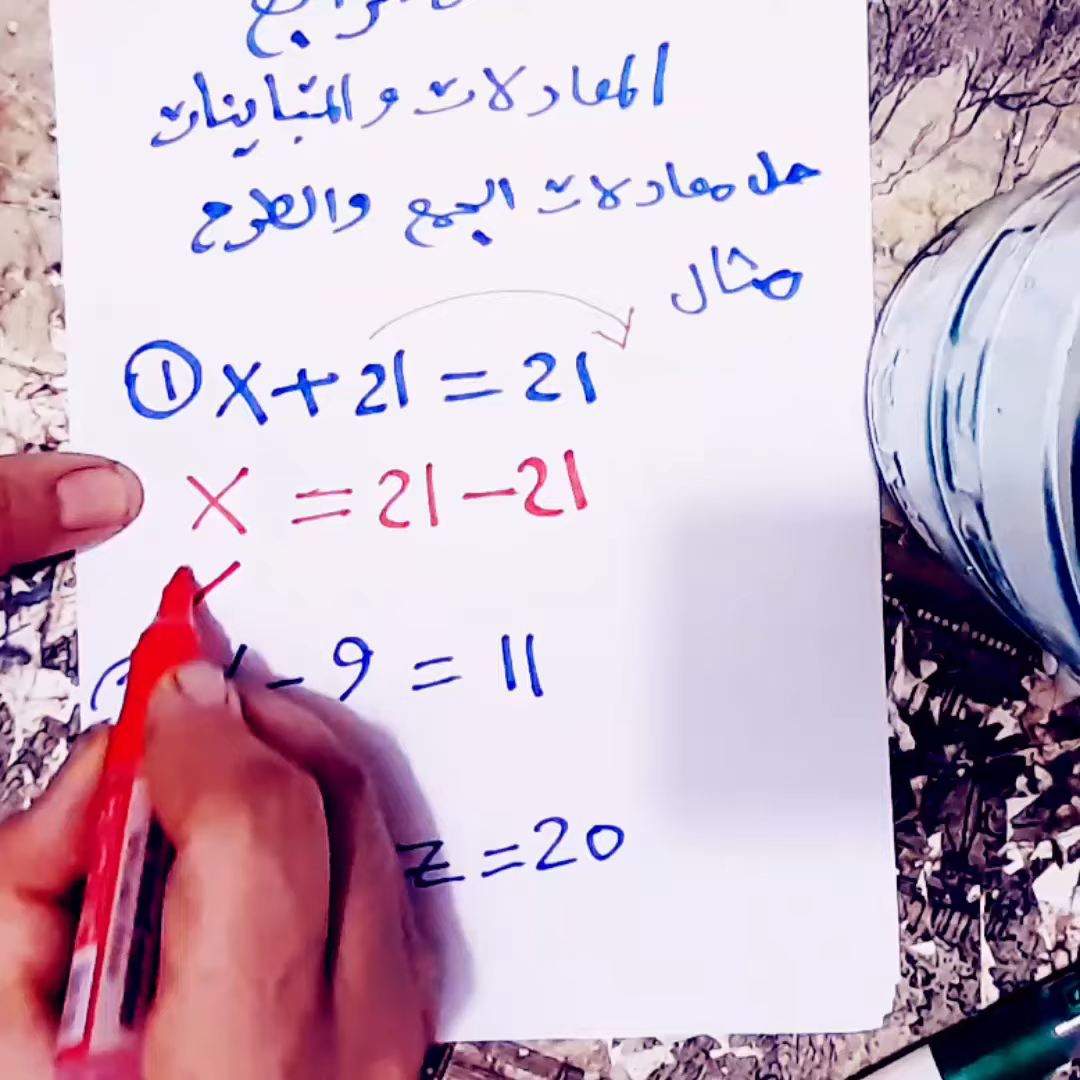 المعادلات والمتباينات
حل معادلات الجمع والطرح
مثال
① X + 21 = 21
X = 21 - 21
- 9 = 11
z = 20